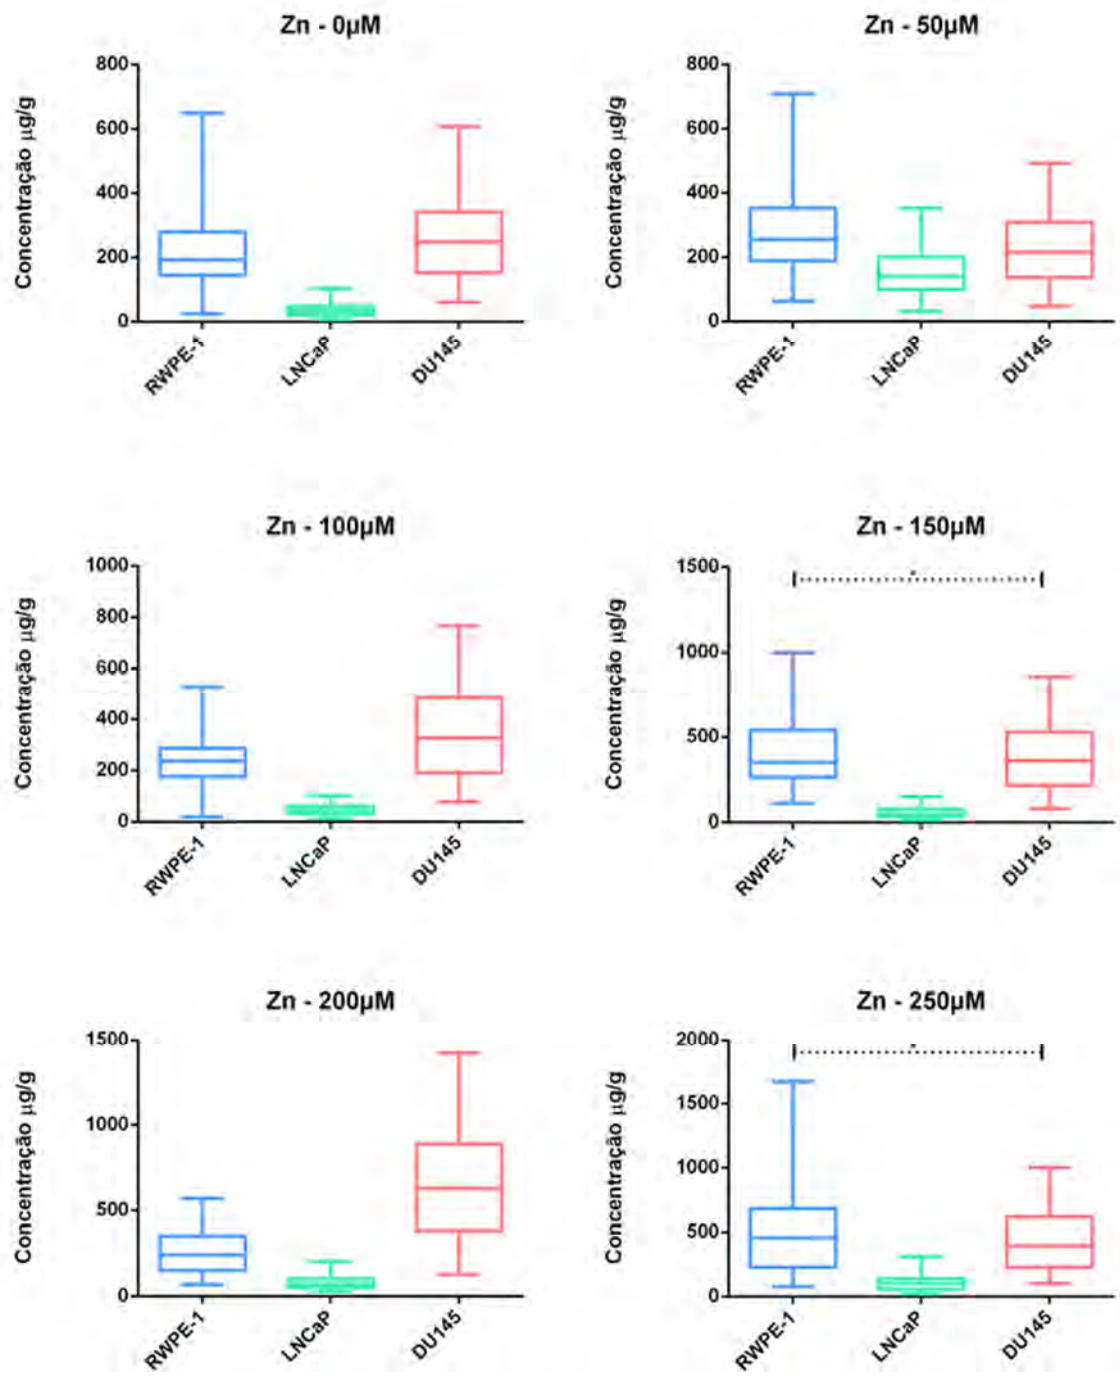 Zn - 0µM
Concentração µg/g
800
600
400
200
0
RWPE-1
LNCaP
DU145
Zn - 50µM
Concentração µg/g
800
600
400
200
0
RWPE-1
LNCaP
DU145
Zn - 100µM
Concentração µg/g
1000
800
600
400
200
0
RWPE-1
LNCaP
DU145
Zn - 150µM
Concentração µg/g
1500
1000
500
0
RWPE-1
LNCaP
DU145
Zn - 200µM
Concentração µg/g
1500
1000
500
0
RWPE-1
LNCaP
DU145
Zn - 250µM
Concentração µg/g
2000
1500
1000
500
0
RWPE-1
LNCaP
DU145